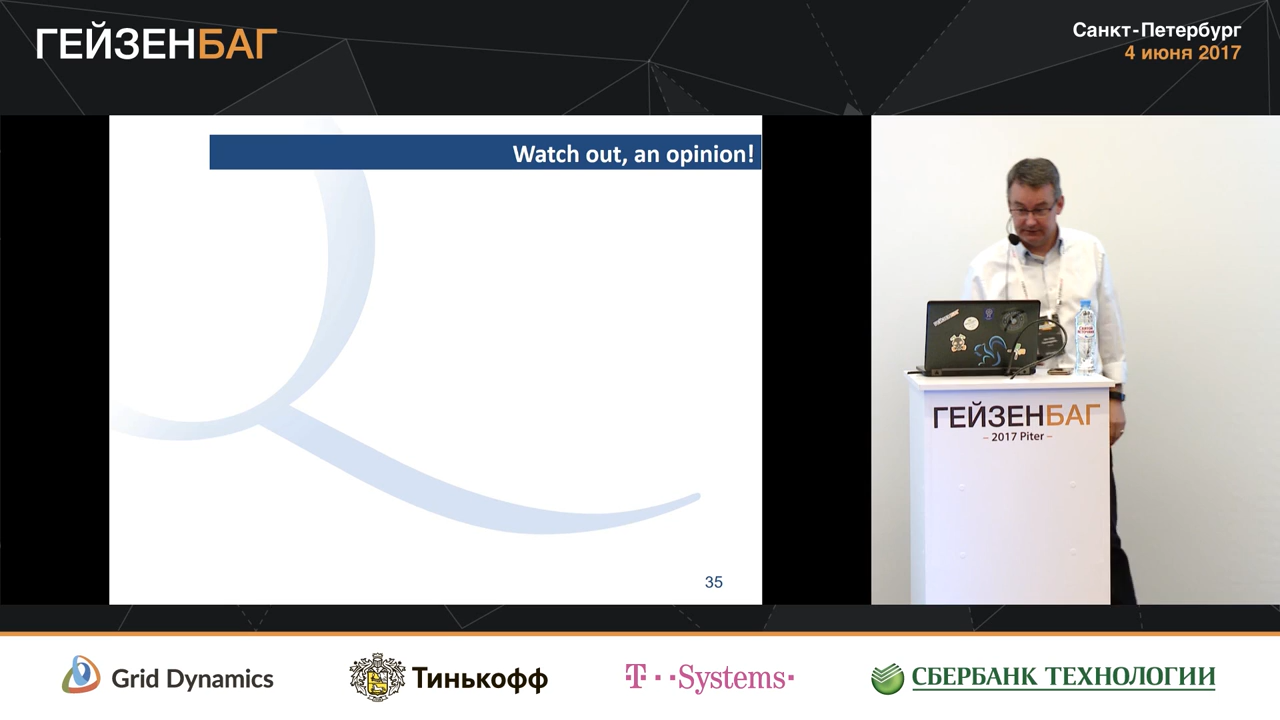 ГЕЙЗЕНБАГ
Санкт-Петербург
4 июня 2017
Watch out, an opinion!
35
ГЕЙЗЕНБАГ
– 2017 Piter –
Grid Dynamics
Тинькофф
T··Systems·
СБЕРБАНК ТЕХНОЛОГИИ